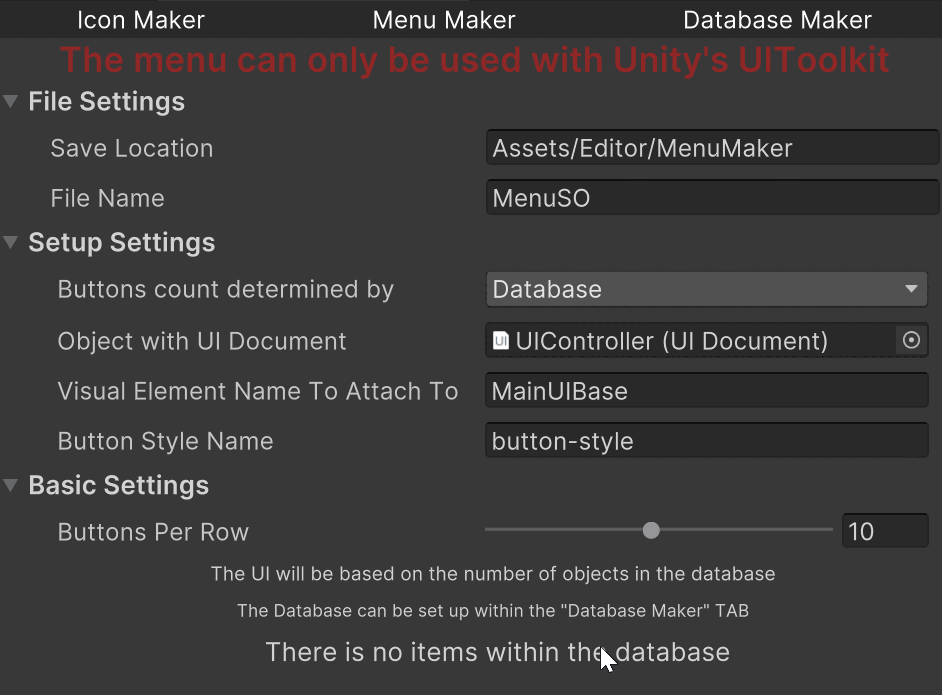 Icon Maker Menu Maker Database Maker
The menu can only be used with Unity's UIToolkit
File Settings
Save Location Assets/Editor/MenuMaker
File Name MenuSO
Setup Settings
Buttons count determined by Database
Object with UI Document UIController (UI Document)
Visual Element Name To Attach To MainUIBase
Button Style Name button-style
Basic Settings
Buttons Per Row 10
The UI will be based on the number of objects in the database
The Database can be set up within the "Database Maker" TAB
There is no items within the database